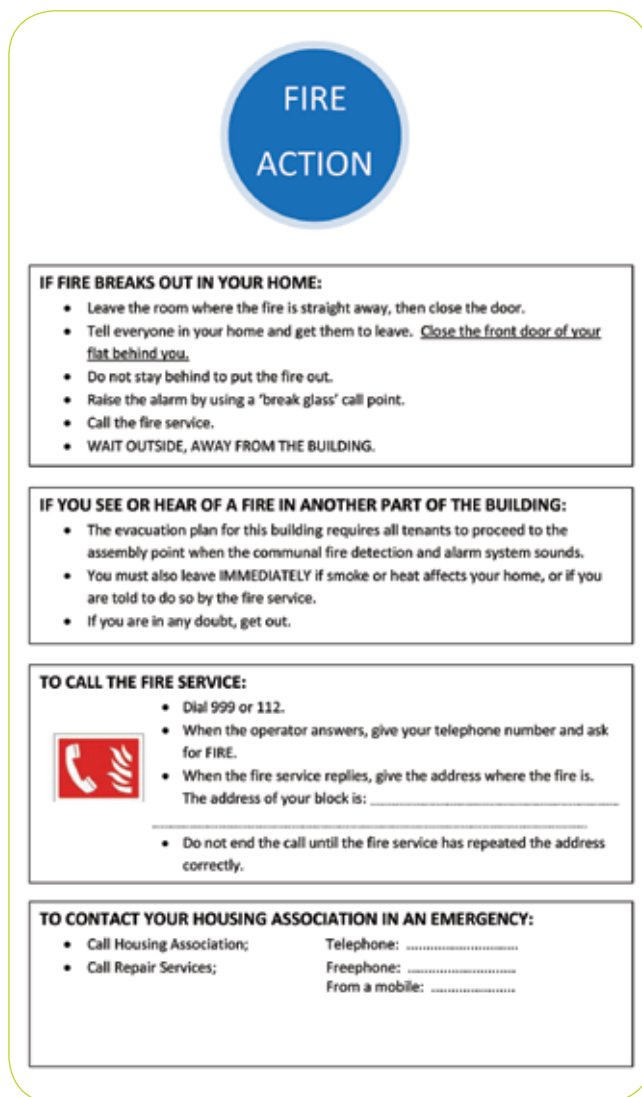 FIRE
ACTION
IF FIRE BREAKS OUT IN YOUR HOME:
• Leave the room where the fire is straight away, then close the door.
• Tell everyone in your home and get them to leave. Close the front door of your
flat behind you.
• Do not stay behind to put the fire out.
• Raise the alarm by using a ‘break glass’ call point.
• Call the fire service.
• WAIT OUTSIDE, AWAY FROM THE BUILDING.
IF YOU SEE OR HEAR OF A FIRE IN ANOTHER PART OF THE BUILDING:
• The evacuation plan for this building requires all tenants to proceed to the
assembly point when the communal fire detection and alarm system sounds.
• You must also leave IMMEDIATELY if smoke or heat affects your home, or if you
are told to do so by the fire service.
• If you are in any doubt, get out.
TO CALL THE FIRE SERVICE:
• Dial 999 or 112.
• When the operator answers, give your telephone number and ask
for FIRE.
• When the fire service replies, give the address where the fire is.
The address of your block is: ______________________________
• Do not end the call until the fire service has repeated the address
correctly.
TO CONTACT YOUR HOUSING ASSOCIATION IN AN EMERGENCY:
• Call Housing Association; Telephone: ............................
• Call Repair Services; Freephone: ...........................
From a mobile: .....................